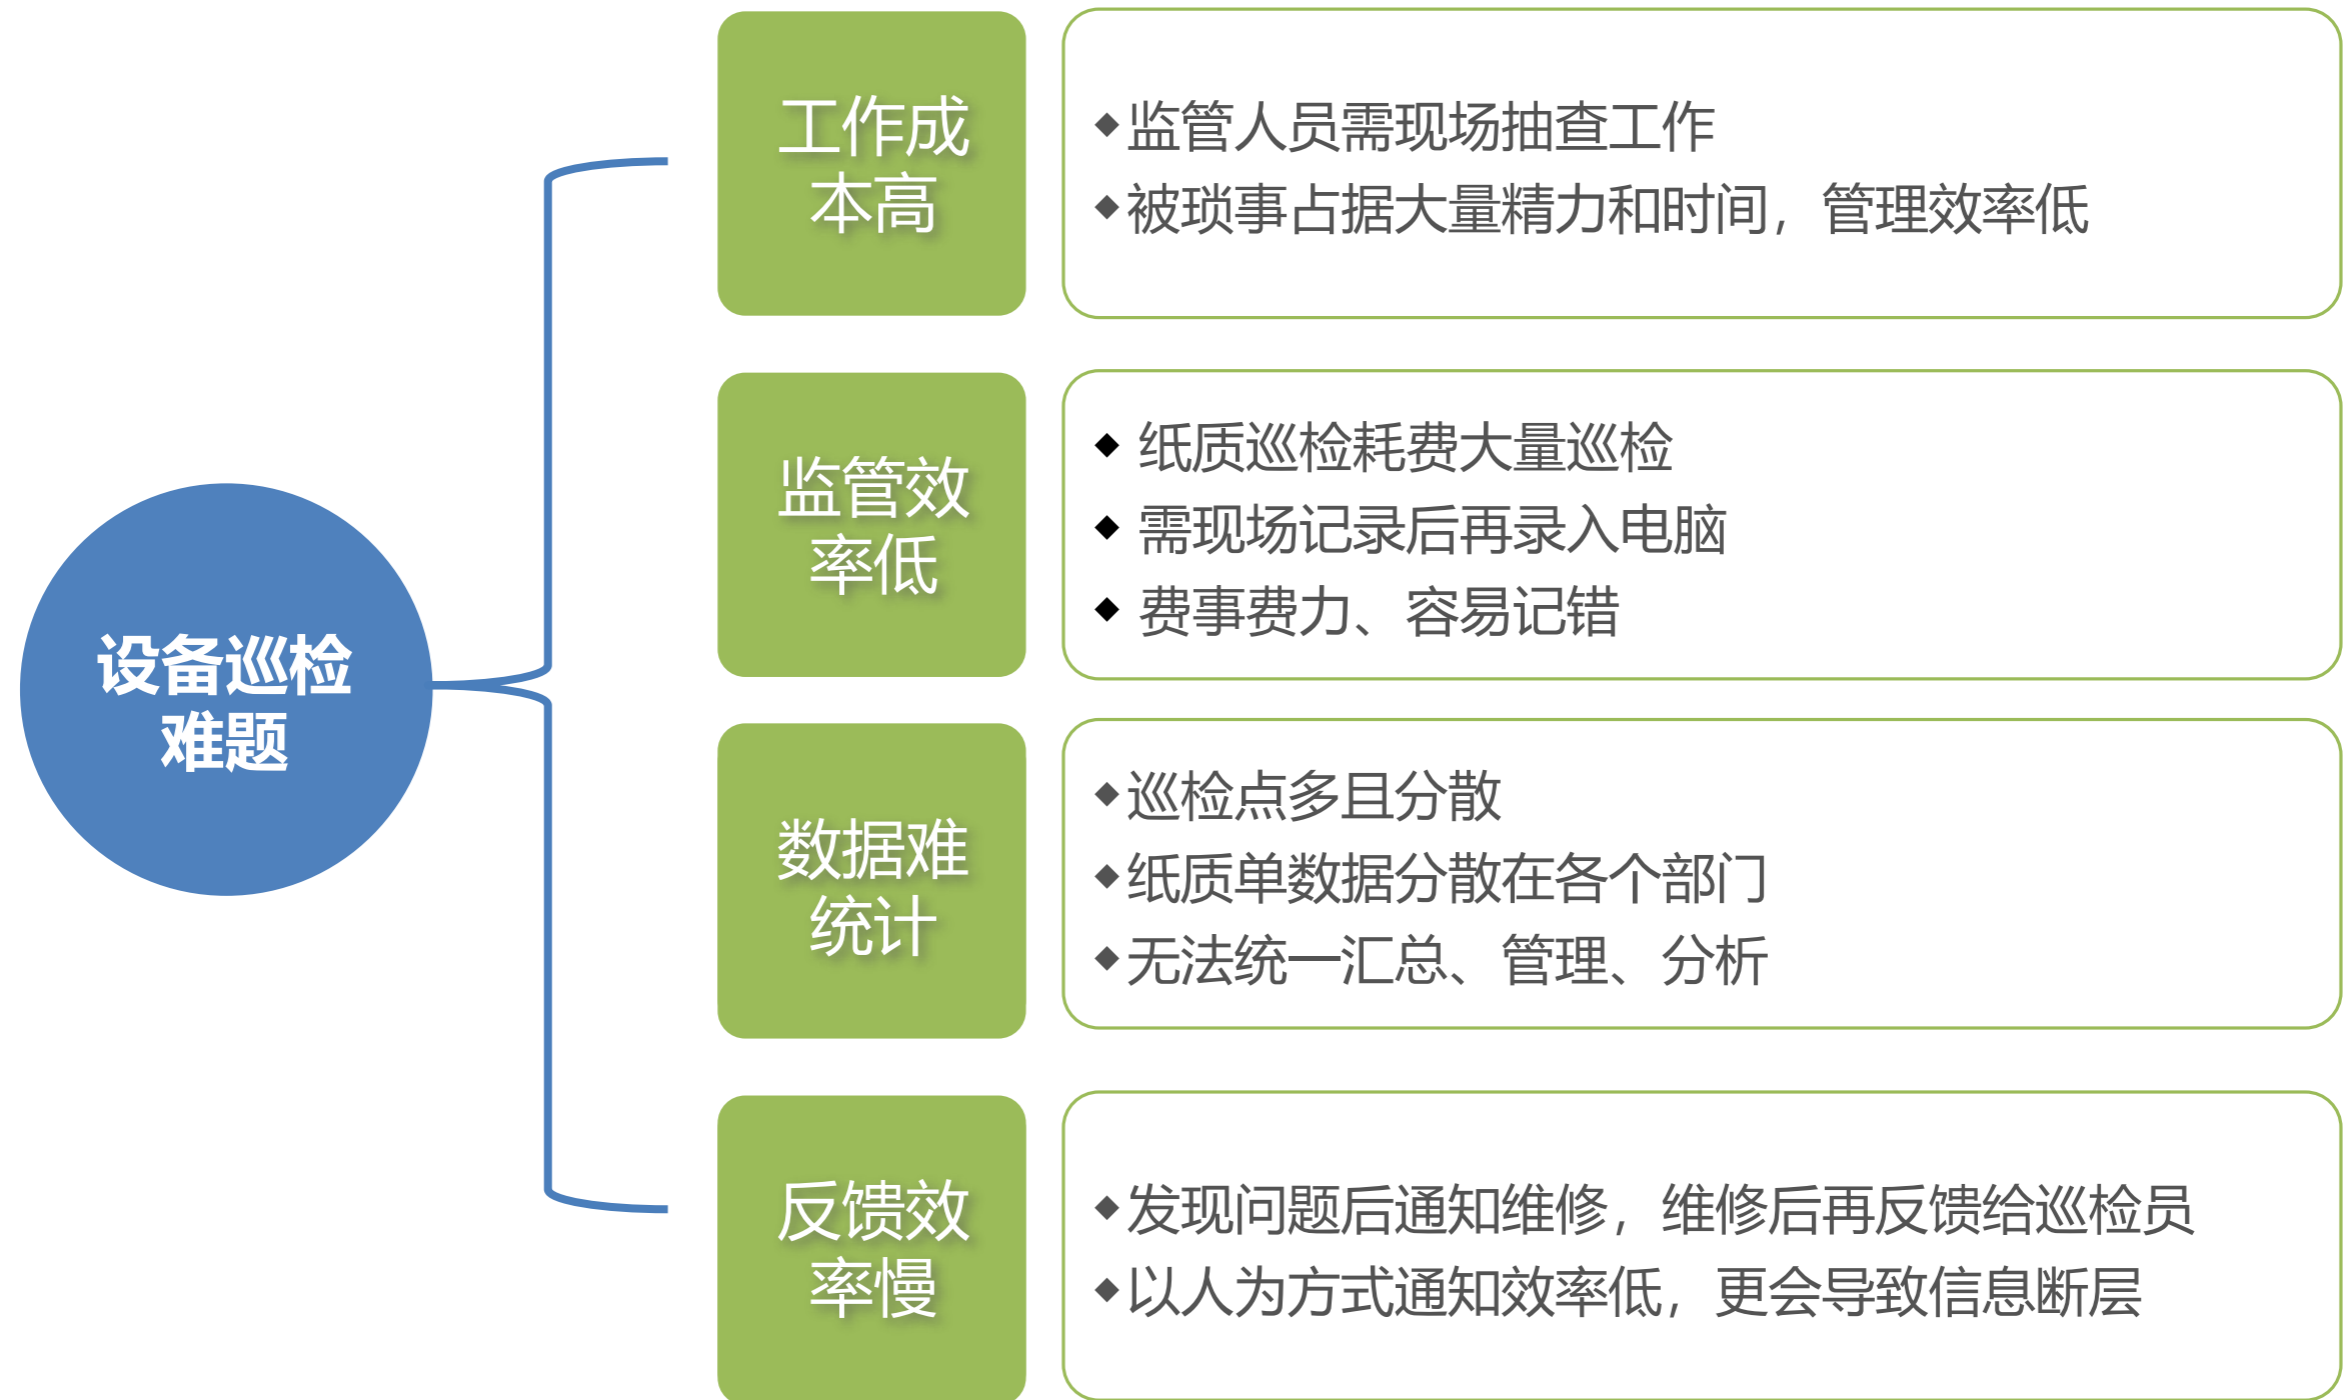 设备巡检
难题
工作成
本高
◆监管人员需现场抽查工作
◆被琐事占据大量精力和时间，管理效率低
监管效
率低
◆ 纸质巡检耗费大量巡检
◆ 需现场记录后再录入电脑
◆ 费事费力、容易记错
数据难
统计
◆巡检点多且分散
◆纸质单数据分散在各个部门
◆无法统一汇总、管理、分析
反馈效
率慢
◆发现问题后通知维修，维修后再反馈给巡检员
◆以人为方式通知效率低，更会导致信息断层